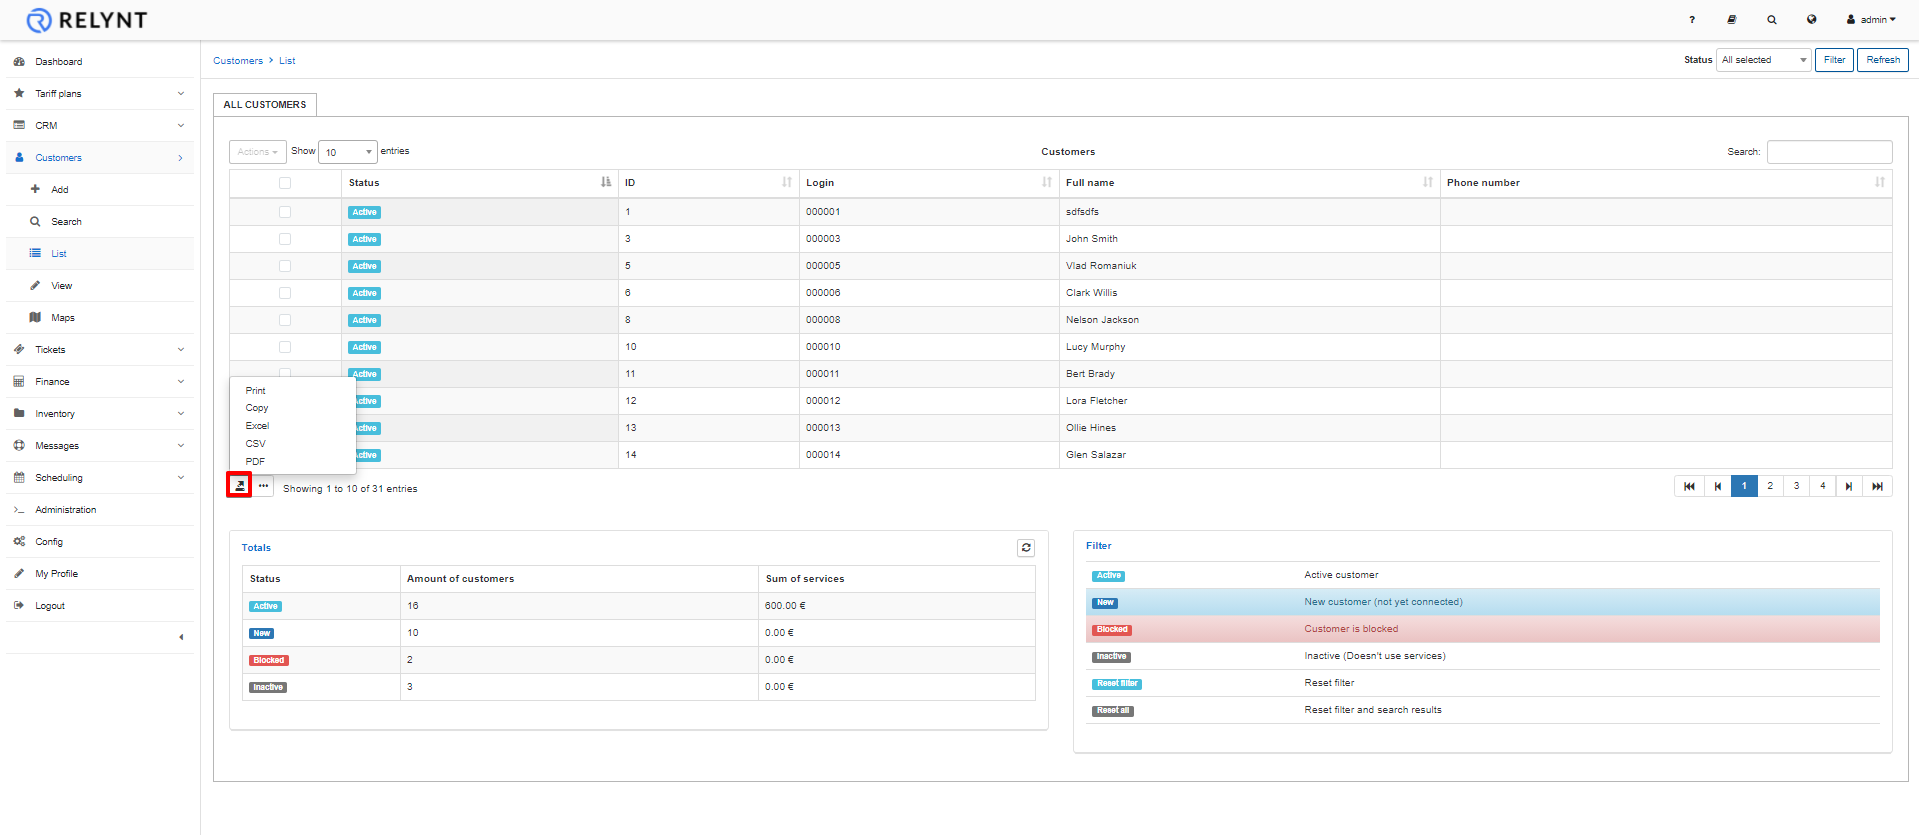 RELYNT
? admin
Dashboard
Tariff plans
CRM
Customers
Add
Search
List
View
Maps
Tickets
Finance
Inventory
Messages
Scheduling
Administration
Config
My Profile
Logout
Customers > List
Status All selected Filter Refresh
ALL CUSTOMERS
Actions Show 10 entries Customers Search:
Status ID Login Full name Phone number
Active 1 000001 sdfsdfs
Active 3 000003 John Smith
Active 5 000005 Vlad Romaniuk
Active 6 000006 Clark Willis
Active 8 000008 Nelson Jackson
Active 10 000010 Lucy Murphy
Active 11 000011 Bert Brady
Active 12 000012 Lora Fletcher
Active 13 000013 Ollie Hines
Active 14 000014 Glen Salazar
Print
Copy
Excel
CSV
PDF
Showing 1 to 10 of 31 entries
1 2 3 4
Totals
Status Amount of customers Sum of services
Active 16 600.00 €
New 10 0.00 €
Blocked 2 0.00 €
Inactive 3 0.00 €
Filter
Active Active customer
New New customer (not yet connected)
Blocked Customer is blocked
Inactive Inactive (Doesn't use services)
Reset filter Reset filter
Reset all Reset filter and search results